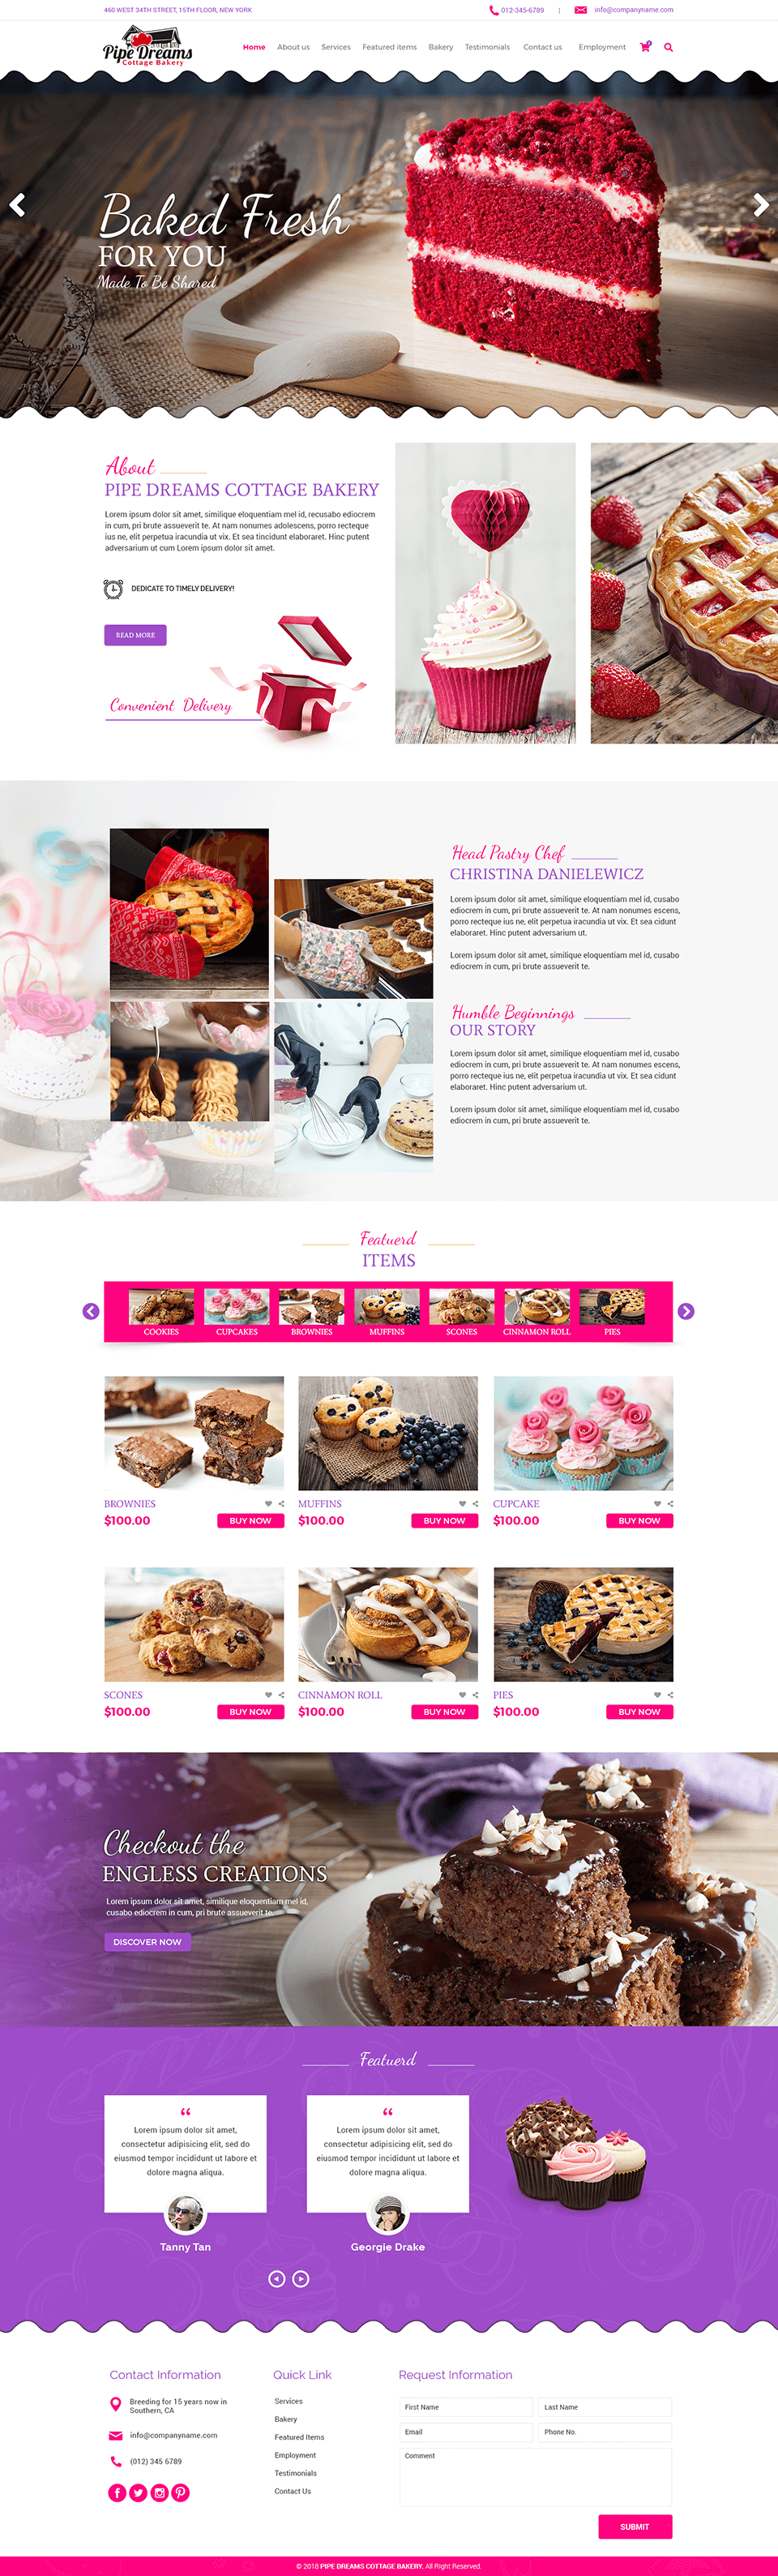 460 WEST 34TH STREET, 15TH FLOOR, NEW YORK
012-345-6789 | info@companyname.com
Pipe Dreams
Cottage Bakery
Home About us Services Featured items Bakery Testimonials Contact us Employment
Baked Fresh
FOR YOU
Made To Be Shared
About
PIPE DREAMS COTTAGE BAKERY
Lorem ipsum dolor sit amet, similique eloquentiam mel id, recusabo ediocrem
in cum, pri brute assueverit te. At nam nonumes adolescens, porro recteque
ius ne, elit perpetua iracundia ut vix. Et sea tincidunt elaboraret. Hinc putent
adversarium ut cum Lorem ipsum dolor sit amet.
DEDICATE TO TIMELY DELIVERY!
READ MORE
Convenient Delivery
Head Pastry Chef
CHRISTINA DANIELEWICZ
Lorem ipsum dolor sit amet, similique eloquentiam mel id, cusabo
ediocrem in cum, pri brute assueverit te. At nam nonumes escens,
porro recteque ius ne, elit perpetua iracundia ut vix. Et sea cidunt
elaboraret. Hinc putent adversarium ut.
Lorem ipsum dolor sit amet, similique eloquentiam mel id, cusabo
ediocrem in cum, pri brute assueverit te.
Humble Beginnings
OUR STORY
Lorem ipsum dolor sit amet, similique eloquentiam mel id, cusabo
ediocrem in cum, pri brute assueverit te. At nam nonumes escens,
porro recteque ius ne, elit perpetua iracundia ut vix. Et sea cidunt
elaboraret. Hinc putent adversarium ut.
Lorem ipsum dolor sit amet, similique eloquentiam mel id, cusabo
ediocrem in cum, pri brute assueverit te.
Featuerd
ITEMS
COOKIES CUPCAKES BROWNIES MUFFINS SCONES CINNAMON ROLL PIES
BROWNIES
$100.00 BUY NOW
MUFFINS
$100.00 BUY NOW
CUPCAKE
$100.00 BUY NOW
SCONES
$100.00 BUY NOW
CINNAMON ROLL
$100.00 BUY NOW
PIES
$100.00 BUY NOW
Checkout the
ENGLESS CREATIONS
Lorem ipsum dolor sit amet, similique eloquentiam mel id,
cusabo ediocrem in cum, pri brute assueverit te.
DISCOVER NOW
Featuerd
“
Lorem ipsum dolor sit amet,
consectetur adipisicing elit, sed do
eiusmod tempor incididunt ut labore et
dolore magna aliqua.
Tanny Tan
“
Lorem ipsum dolor sit amet,
consectetur adipisicing elit, sed do
eiusmod tempor incididunt ut labore et
dolore magna aliqua.
Georgie Drake
Contact Information
Breeding for 15 years now in
Southern, CA
info@companyname.com
(012) 345 6789
Quick Link
Services
Bakery
Featured Items
Employment
Testimonials
Contact Us
Request Information
First Name Last Name
Email Phone No.
Comment
SUBMIT
© 2018 PIPE DREAMS COTTAGE BAKERY. All Right Reserved.